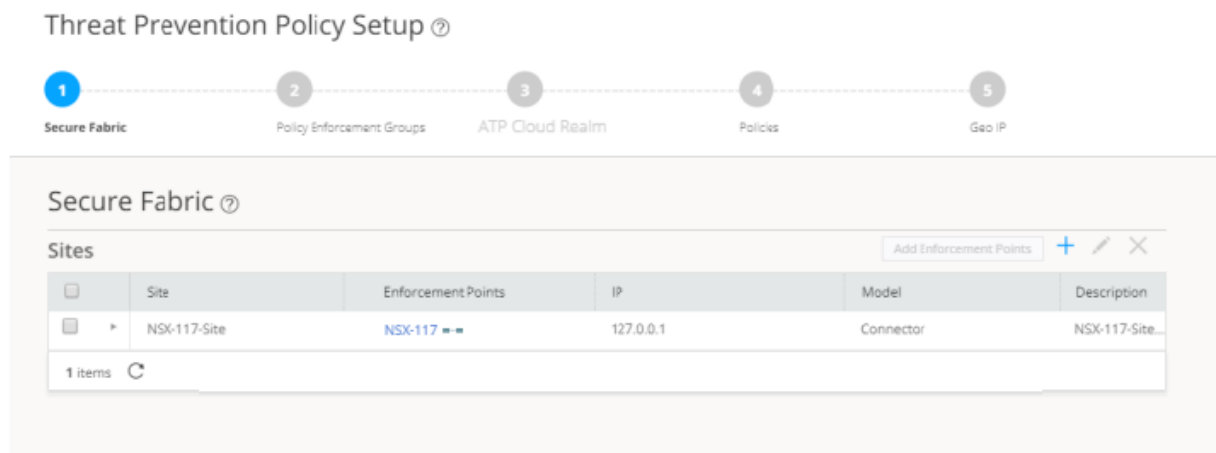 Threat Prevention Policy Setup ?
1 2 3 4 5
Secure Fabric Policy Enforcement Groups ATP Cloud Realm Policies Geo IP
Secure Fabric ?
Sites Add Enforcement Points
Site Enforcement Points IP Model Description
NSX-117-Site NSX-117 127.0.0.1 Connector NSX-117-Site...
1 items